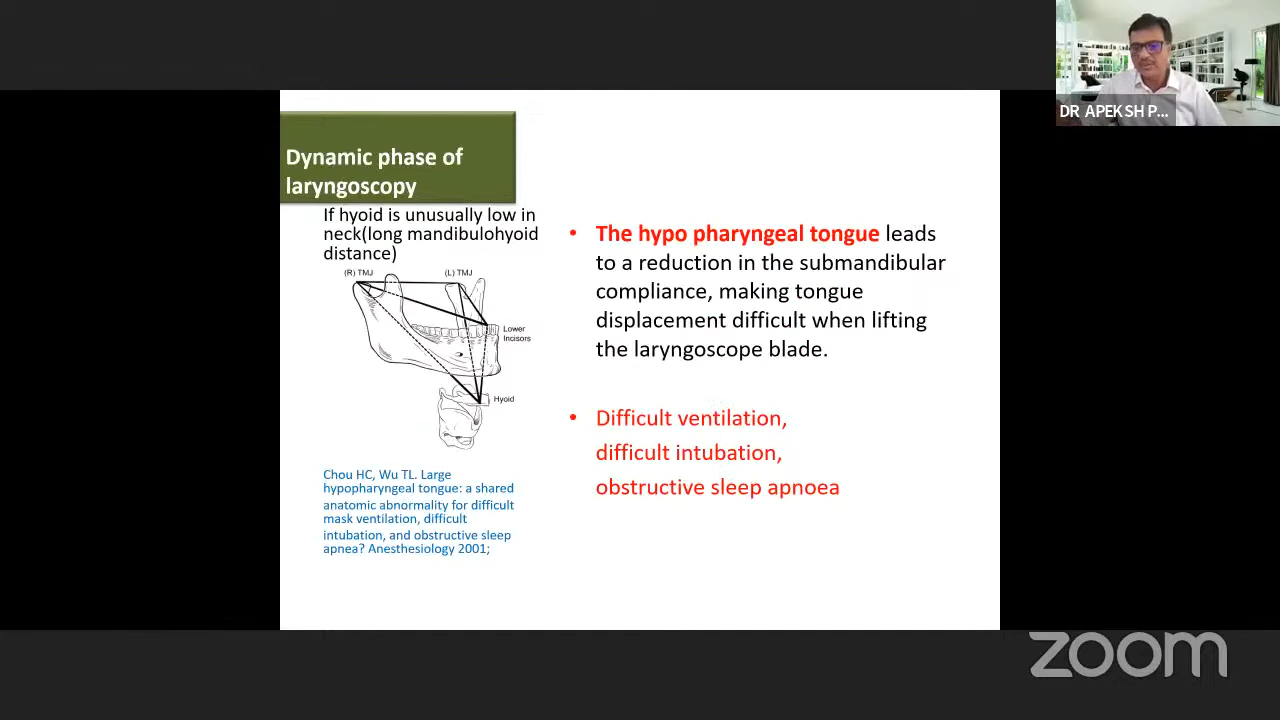 DR APEKSH P...
Dynamic phase of
laryngoscopy
If hyoid is unusually low in
neck(long mandibulohyoid
distance)
(R) TMJ
(L) TMJ
Lower
Incisors
Hyoid
Chou HC, Wu TL. Large
hypopharyngeal tongue: a shared
anatomic abnormality for difficult
mask ventilation, difficult
intubation, and obstructive sleep
apnea? Anesthesiology 2001;
• The hypo pharyngeal tongue leads
to a reduction in the submandibular
compliance, making tongue
displacement difficult when lifting
the laryngoscope blade.
• Difficult ventilation,
difficult intubation,
obstructive sleep apnoea
zoom